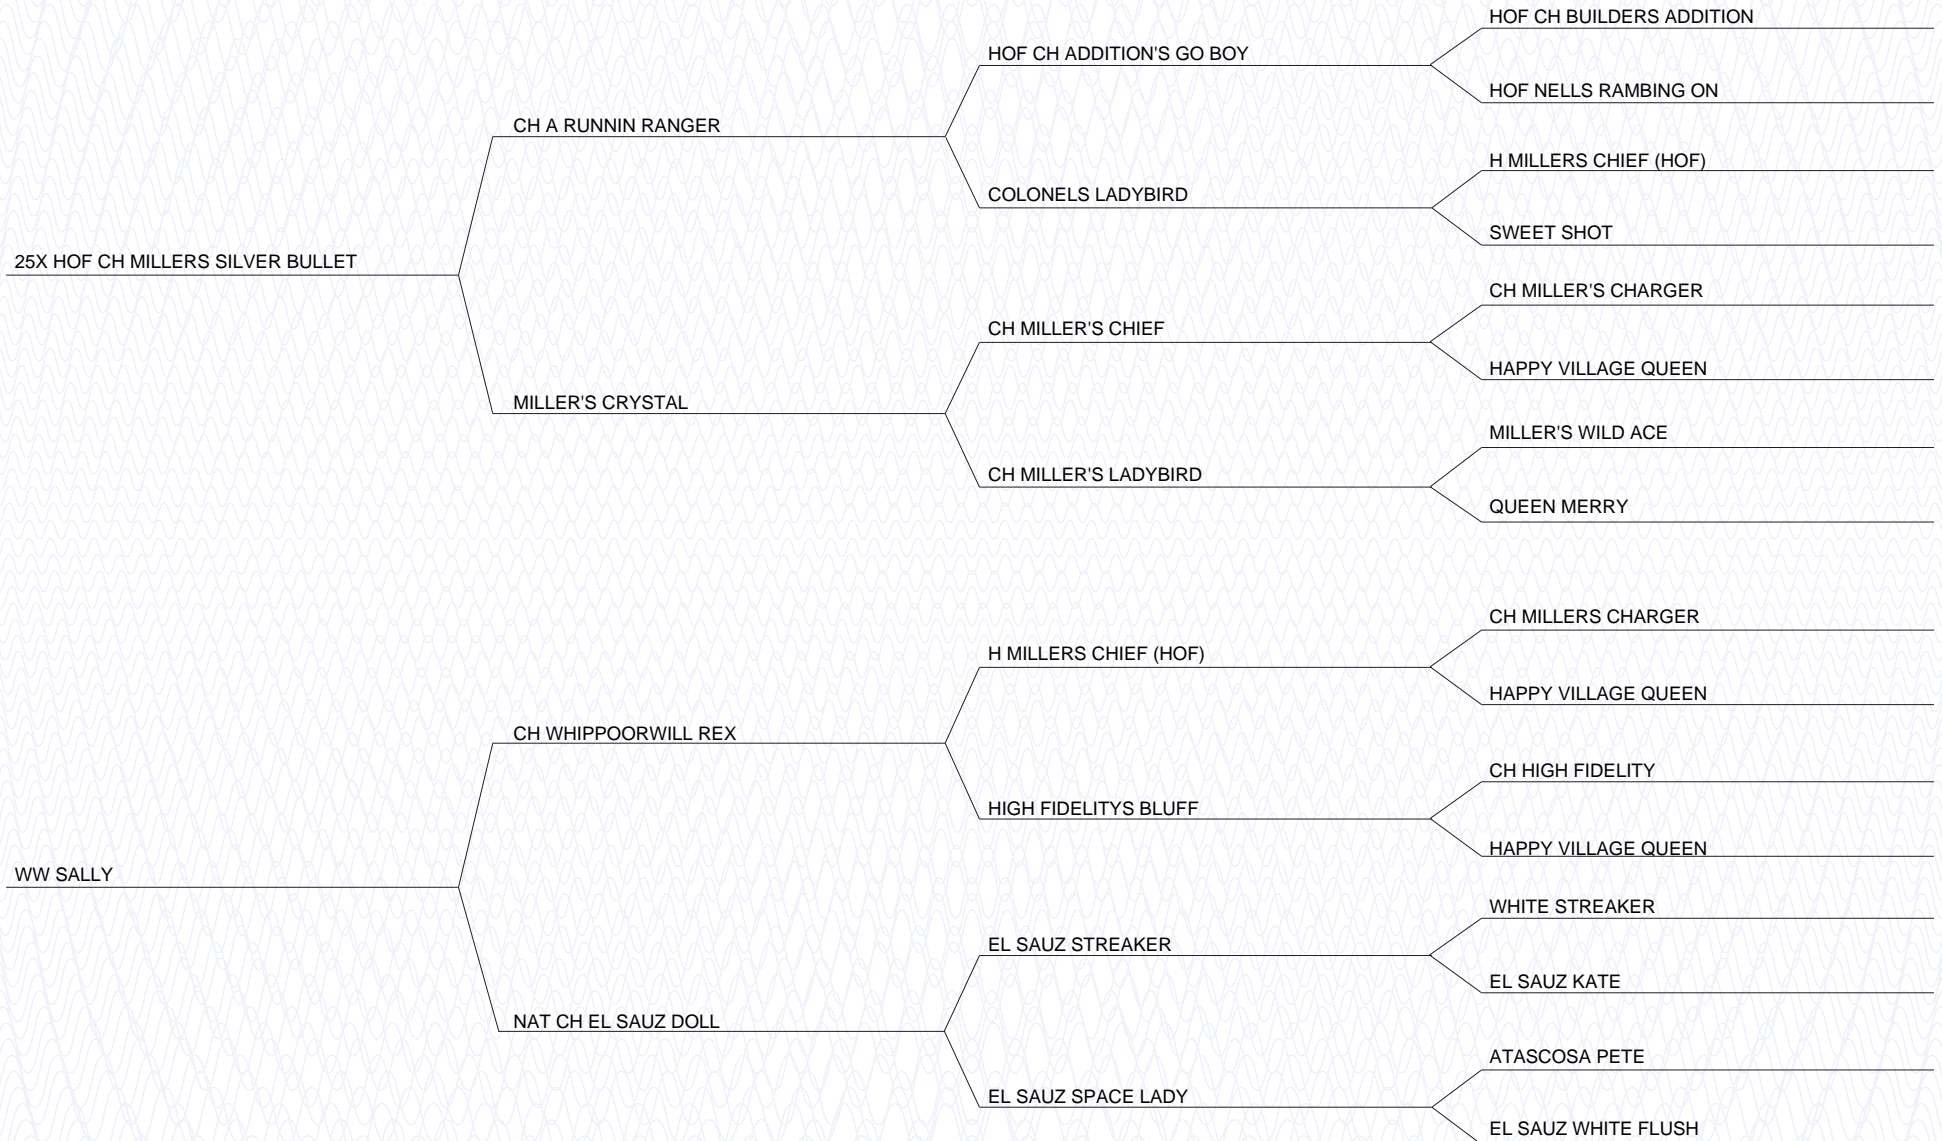 HOF CH BUILDERS ADDITION
HOF CH ADDITION'S GO BOY
HOF NELLS RAMBING ON
CH A RUNNIN RANGER
H MILLERS CHIEF (HOF)
COLONELS LADYBIRD
SWEET SHOT
25X HOF CH MILLERS SILVER BULLET
CH MILLER'S CHARGER
CH MILLER'S CHIEF
HAPPY VILLAGE QUEEN
MILLER'S CRYSTAL
MILLER'S WILD ACE
CH MILLER'S LADYBIRD
QUEEN MERRY
CH MILLERS CHARGER
H MILLERS CHIEF (HOF)
HAPPY VILLAGE QUEEN
CH WHIPPOORWILL REX
CH HIGH FIDELITY
HIGH FIDELITYS BLUFF
HAPPY VILLAGE QUEEN
WW SALLY
WHITE STREAKER
EL SAUZ STREAKER
EL SAUZ KATE
NAT CH EL SAUZ DOLL
ATASCOSA PETE
EL SAUZ SPACE LADY
EL SAUZ WHITE FLUSH